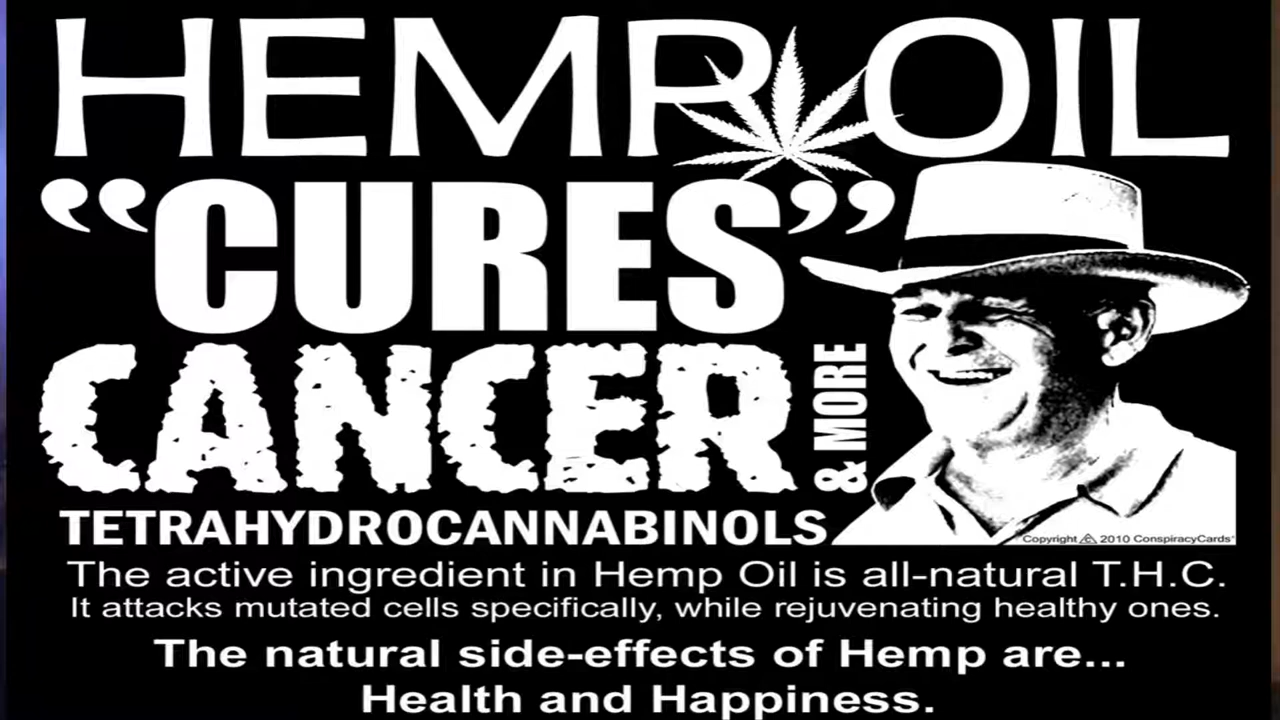 HEMP OIL
“CURES”
CANCER
& MORE
TETRAHYDROCANNABINOLS
Copyright © 2010 ConspiracyCards
The active ingredient in Hemp Oil is all-natural T.H.C.
It attacks mutated cells specifically, while rejuvenating healthy ones.
The natural side-effects of Hemp are...
Health and Happiness.